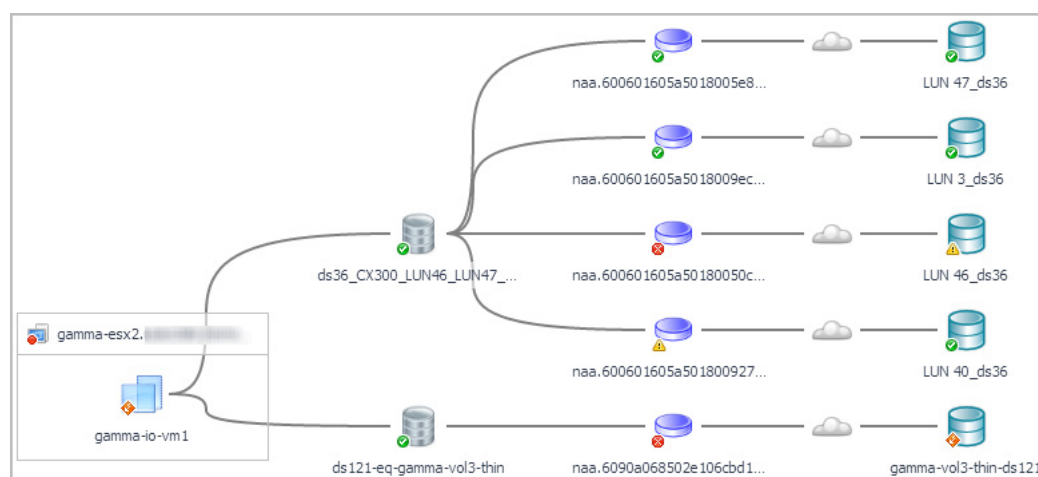 naa.600601605a5018005e8... LUN 47_ds36
naa.600601605a5018009ec... LUN 3_ds36
ds36_CX300_LUN46_LUN47_... naa.600601605a50180050c... LUN 46_ds36
gamma-esx2.
naa.600601605a501800927... LUN 40_ds36
gamma-io-vm1
ds121-eq-gamma-vol3-thin naa.6090a068502e106cbd1... gamma-vol3-thin-ds121